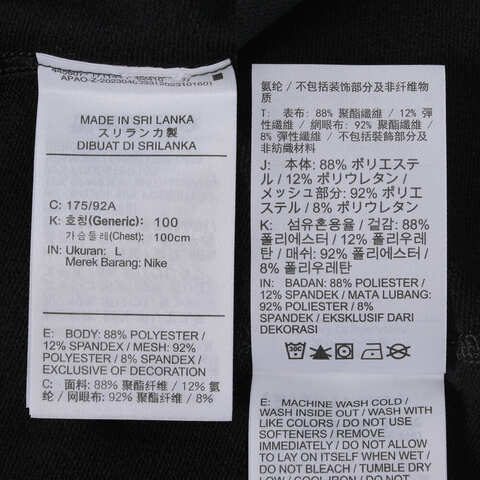 MADE IN SRI LANKA
スリランカ製
DIBUAT DI SRILANKA
C: 175/92A
K: 호칭(Generic): 100
가슴둘레(Chest): 100cm
IN: Ukuran: L
Merek Barang: Nike
E: BODY: 88% POLYESTER /
12% SPANDEX / MESH: 92%
POLYESTER / 8% SPANDEX /
EXCLUSIVE OF DECORATION
C: 面料: 88% 聚酯纤维 / 12% 氨
纶 / 网眼布: 92% 聚酯纤维 / 8%
氨纶 / 不包括装饰部分及非纤维物
质
T: 表布: 88% 聚酯纖維 / 12% 彈
性纖維 / 網眼布: 92% 聚酯纖維 /
8% 彈性纖維 / 不包括裝飾部分及
非紡織材料
J: 本体: 88% ポリエステ
ル / 12% ポリウレタン /
メッシュ部分: 92% ポリエ
ステル / 8% ポリウレタン
K: 섬유혼용율 / 겉감: 88%
폴리에스터 / 12% 폴리우레
탄 / 매쉬: 92% 폴리에스터 /
8% 폴리우레탄
IN: BADAN: 88% POLIESTER /
12% SPANDEK / MATA LUBANG:
92% POLIESTER / 8%
SPANDEK / EKSKLUSIF DARI
DEKORASI
E: MACHINE WASH COLD /
WASH INSIDE OUT / WASH WITH
LIKE COLORS / DO NOT USE
SOFTENERS / REMOVE
IMMEDIATELY / DO NOT ALLOW
TO LAY ON ITSELF WHEN WET /
DO NOT BLEACH / TUMBLE DRY
LOW / COOL IRON / DO NOT